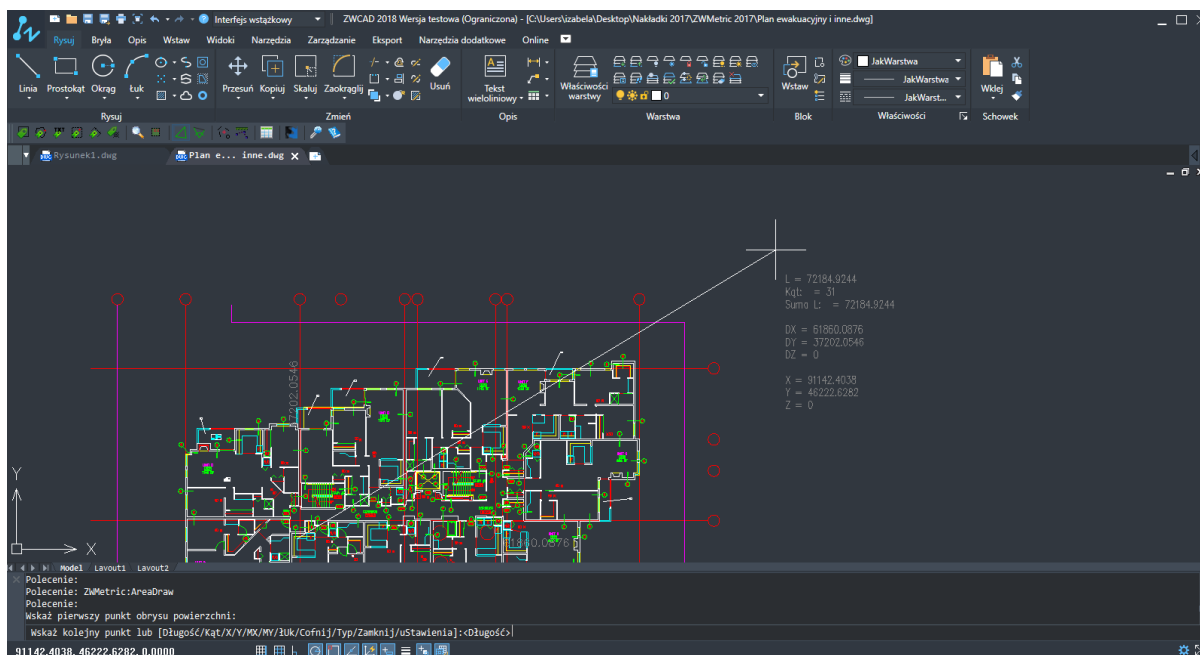 Interfejs wstążkowy
ZWCAD 2018 Wersja testowa (Ograniczona) - [C:\Users\izabela\Desktop\Nakładki 2017\ZWMetric 2017\Plan ewakuacyjny i inne.dwg]
Rysuj Bryła Opis Wstaw Widoki Narzędzia Zarządzanie Eksport Narzędzia dodatkowe Online
Linia Prostokąt Okrąg Łuk Przesuń Kopiuj Skaluj Zaokrąglij Usuń Tekst wieloliniowy Właściwości warstwy 0 Wstaw JakWarstwa JakWarstwa JakWarst... Wklej
Rysuj Zmień Opis Warstwa Blok Właściwości Schowek
Rysunek1.dwg Plan e... inne.dwg
L = 72184.9244
Kąt: = 31
Suma L: = 72184.9244
DX = 61860.0876
DY = 37202.0546
DZ = 0
X = 91142.4038
Y = 46222.6282
Z = 0
37202.0546
61860.0876
Y
X
Model Layout1 Layout2
Polecenie:
Polecenie: ZWMetric:AreaDraw
Polecenie:
Wskaż pierwszy punkt obrysu powierzchni:
Wskaż kolejny punkt lub [Długość/Kąt/X/Y/MX/MY/łUk/Cofnij/Typ/Zamknij/uStawienia]:<Długość>
91142.4038, 46222.6282, 0.0000